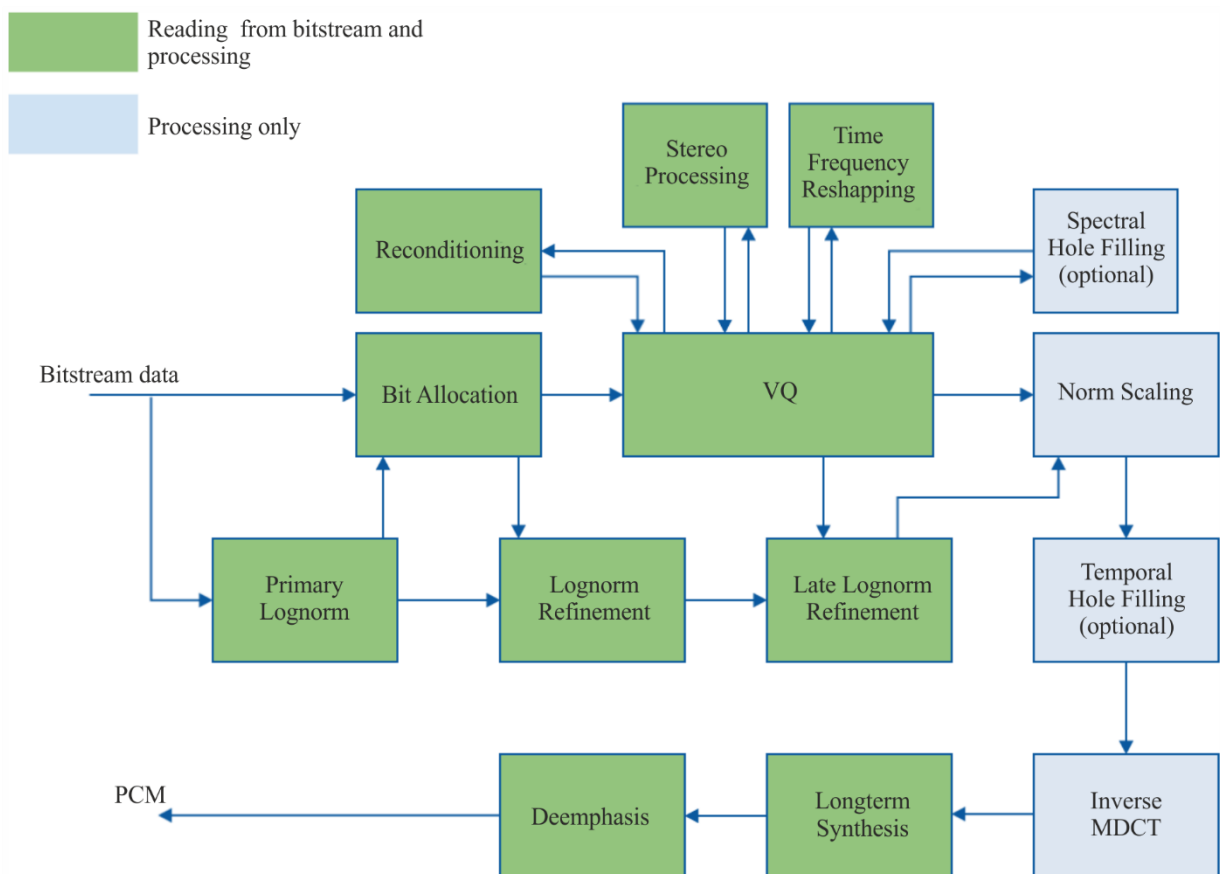 Reading from bitstream and
processing
Processing only
Stereo
Processing
Time
Frequency
Reshapping
Reconditioning
Spectral
Hole Filling
(optional)
Bitstream data
Bit Allocation
VQ
Norm Scaling
Primary
Lognorm
Lognorm
Refinement
Late Lognorm
Refinement
Temporal
Hole Filling
(optional)
PCM
Deemphasis
Longterm
Synthesis
Inverse
MDCT